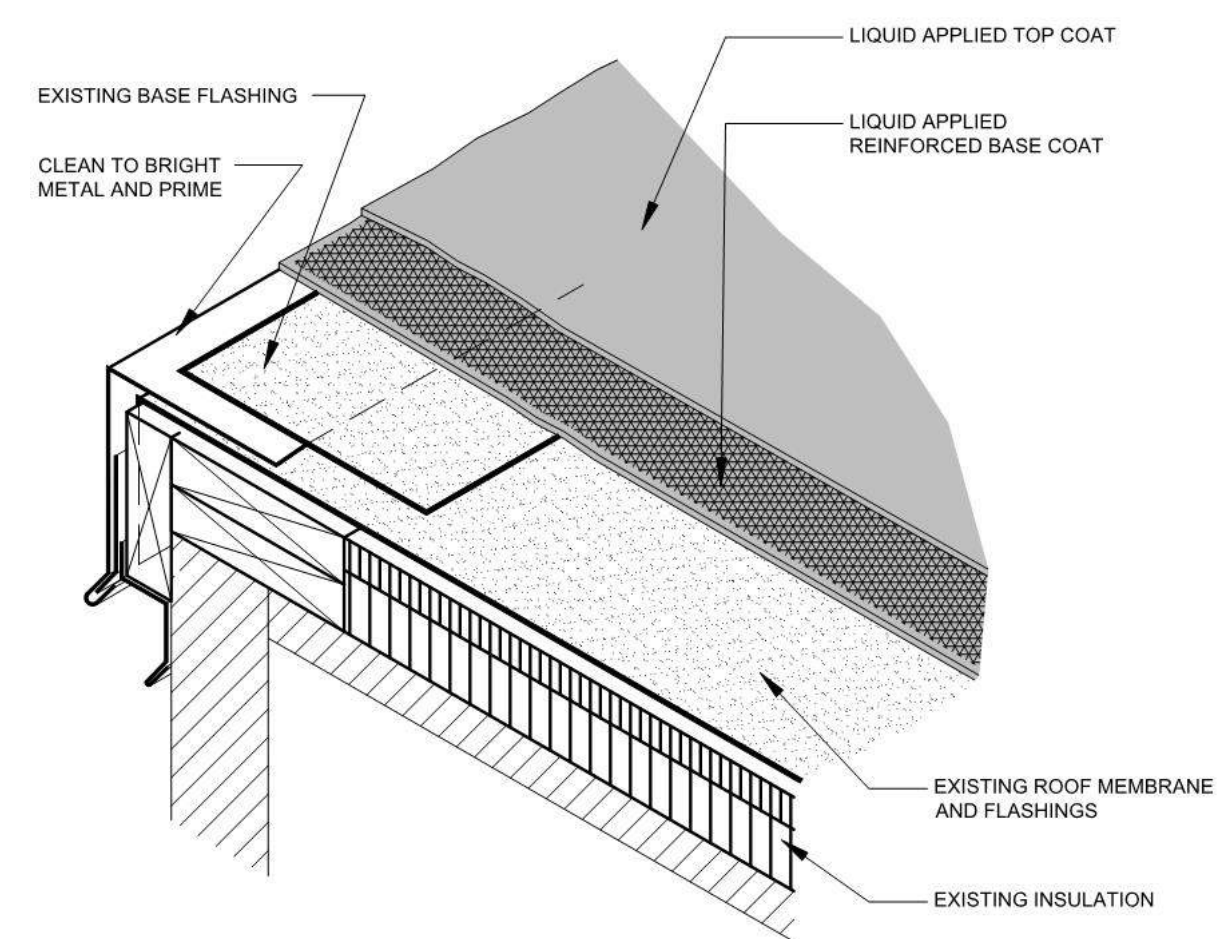 LIQUID APPLIED TOP COAT
EXISTING BASE FLASHING
LIQUID APPLIED
REINFORCED BASE COAT
CLEAN TO BRIGHT
METAL AND PRIME
EXISTING ROOF MEMBRANE
AND FLASHINGS
EXISTING INSULATION